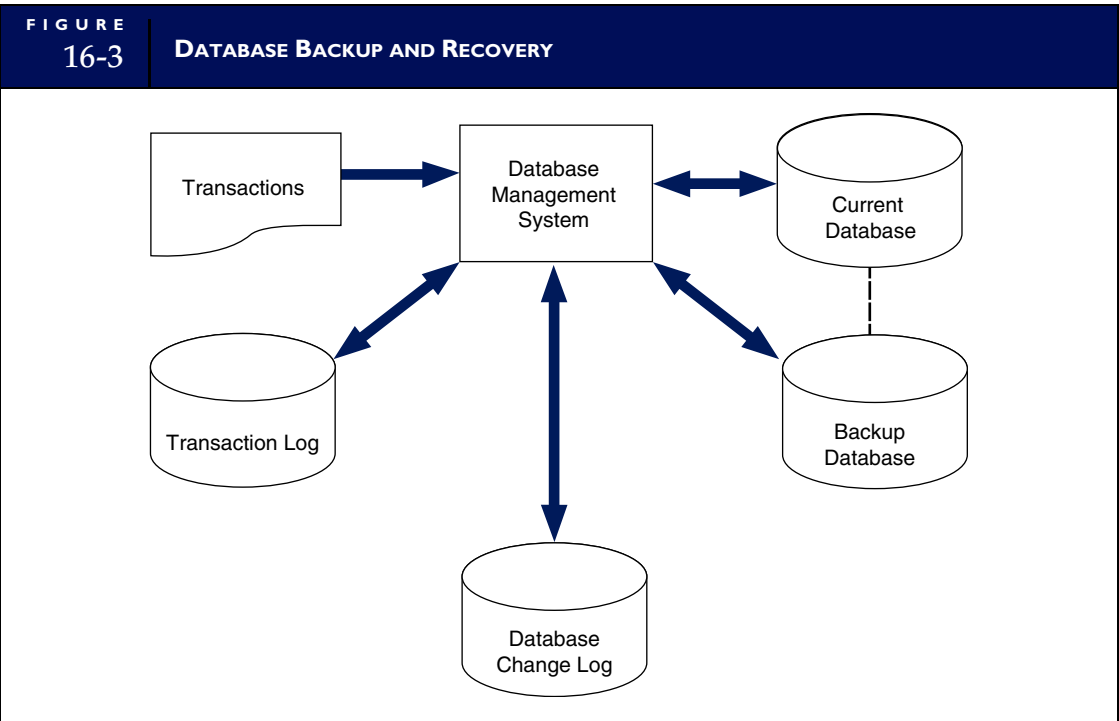 FIGURE
16-3
DATABASE BACKUP AND RECOVERY
Transactions
Database
Management
System
Current
Database
Transaction Log
Backup
Database
Database
Change Log